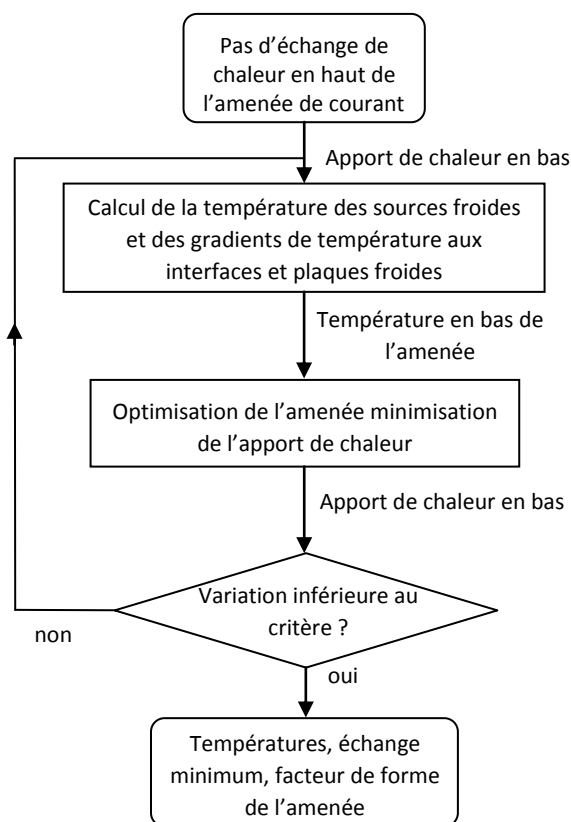 Pas d’échange de
chaleur en haut de
l’amenée de courant
Apport de chaleur en bas
Calcul de la température des sources froides
et des gradients de température aux
interfaces et plaques froides
Température en bas de
l’amenée
Optimisation de l’amenée minimisation
de l’apport de chaleur
Apport de chaleur en bas
Variation inférieure au
critère ?
non
oui
Températures, échange
minimum, facteur de forme
de l’amenée